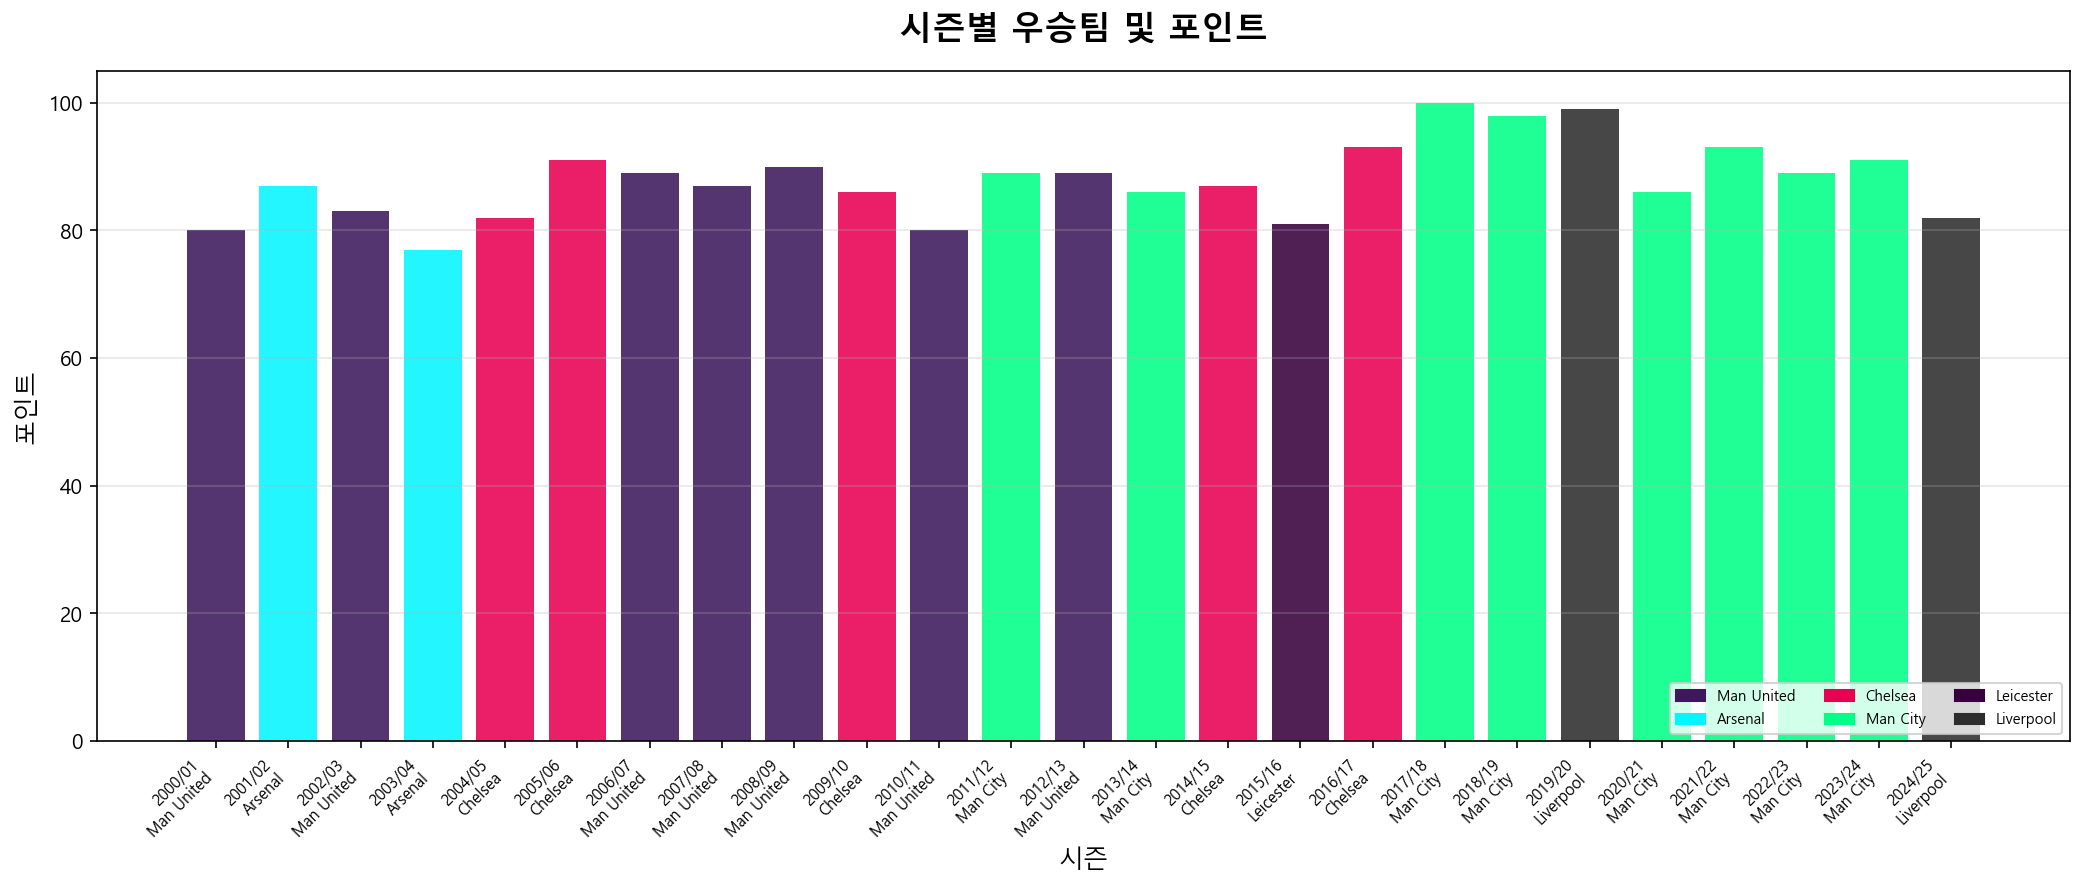 시즌별 우승팀 및 포인트
포인트
100
80
60
40
20
0
Man United
Chelsea
Leicester
Arsenal
Man City
Liverpool
2000/01
Man United
2001/02
Arsenal
2002/03
Man United
2003/04
Arsenal
2004/05
Chelsea
2005/06
Chelsea
2006/07
Man United
2007/08
Man United
2008/09
Man United
2009/10
Chelsea
2010/11
Man United
2011/12
Man City
2012/13
Man United
2013/14
Man City
2014/15
Chelsea
2015/16
Leicester
2016/17
Chelsea
2017/18
Man City
2018/19
Man City
2019/20
Liverpool
2020/21
Man City
2021/22
Man City
2022/23
Man City
2023/24
Man City
2024/25
Liverpool
시즌